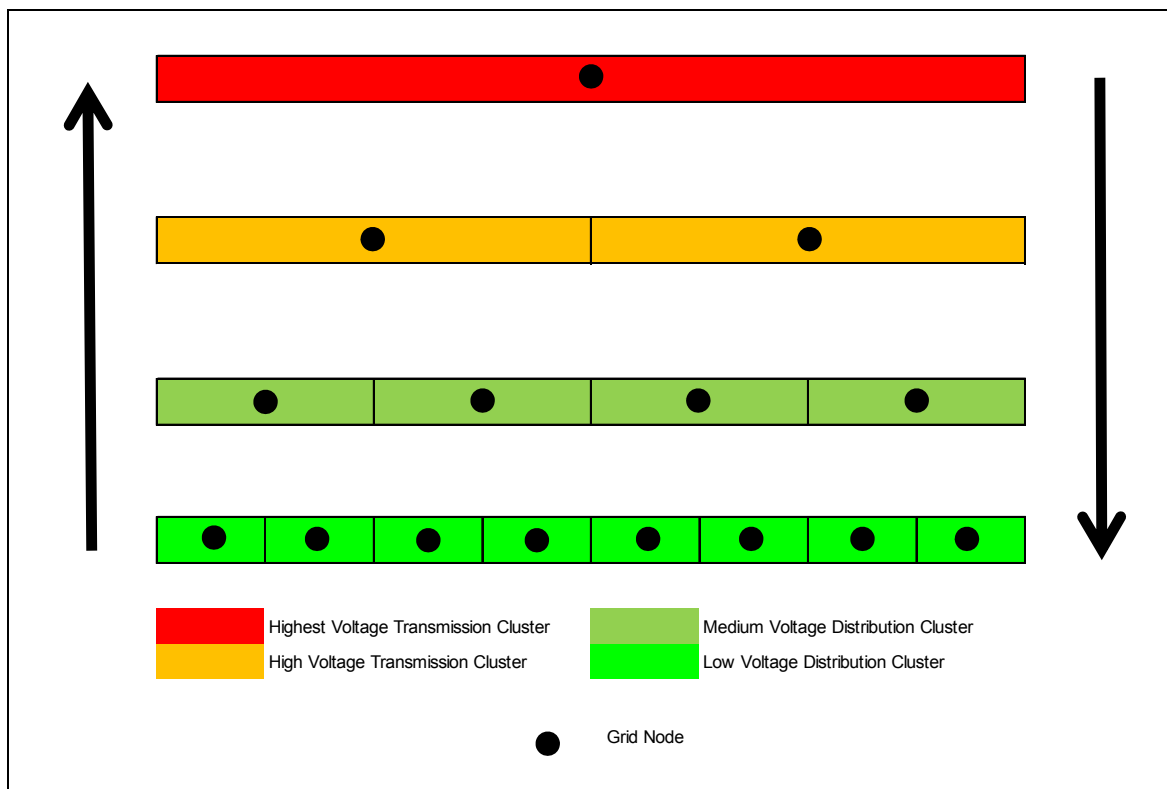 Highest Voltage Transmission Cluster
Medium Voltage Distribution Cluster
High Voltage Transmission Cluster
Low Voltage Distribution Cluster
Grid Node